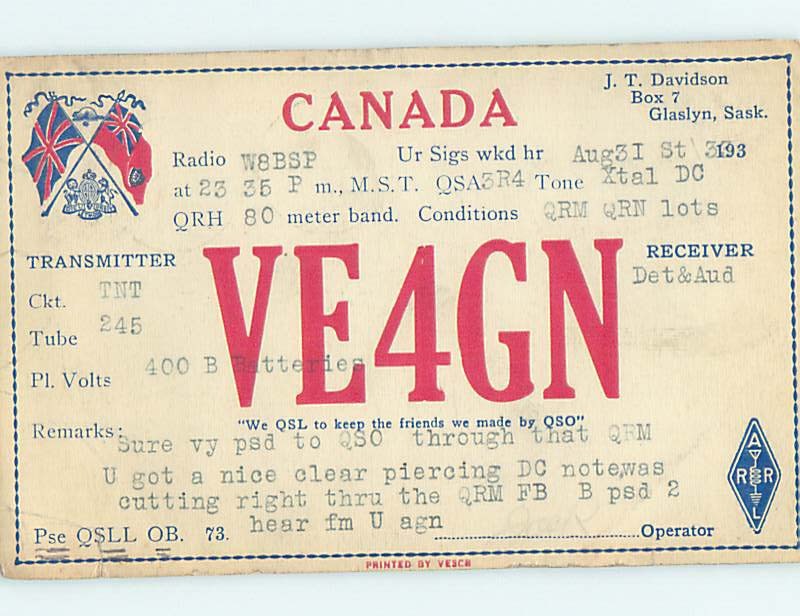 CANADA
J. T. Davidson
Box 7
Glaslyn, Sask.
Radio W8BSP Ur Sigs wkd hr Aug31 St 193
at 23 35 P m., M.S.T. QSA3R4 Tone Xtal DC
QRH 80 meter band. Conditions QRM QRN lots
TRANSMITTER
RECEIVER
Ckt. TNT
Det&Aud
Tube 245
Pl. Volts 400 B Batteries
VE4GN
"We QSL to keep the friends we made by QSO"
Remarks: Sure vy psd to QSO through that QRM
U got a nice clear piercing DC note,was
cutting right thru the QRM FB B psd 2
hear fm U agn
Pse QSLL OB. 73.
Operator
A
R R
L
PRINTED BY VE5CB